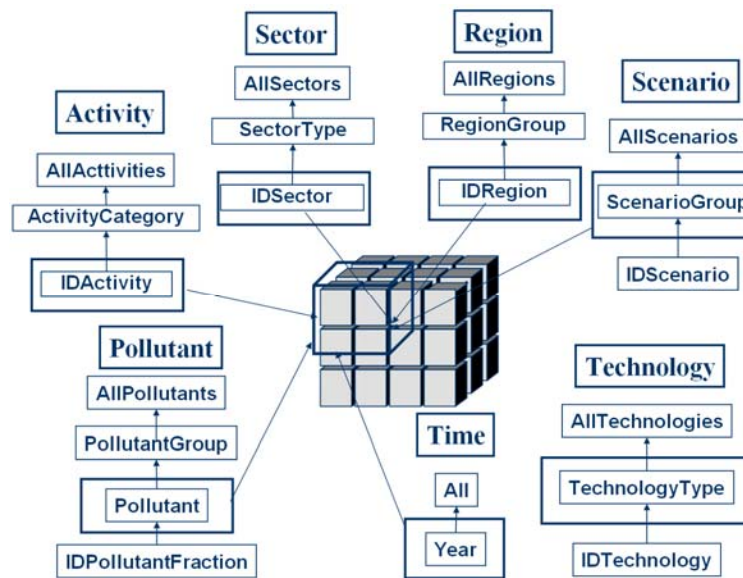 Sector
AllSectors
SectorType
IDSector
Region
AllRegions
RegionGroup
IDRegion
Scenario
AllScenarios
ScenarioGroup
IDScenario
Activity
AllActtivities
ActivityCategory
IDActivity
Pollutant
AllPollutants
PollutantGroup
Pollutant
IDPollutantFraction
Time
All
Year
Technology
AllTechnologies
TechnologyType
IDTechnology